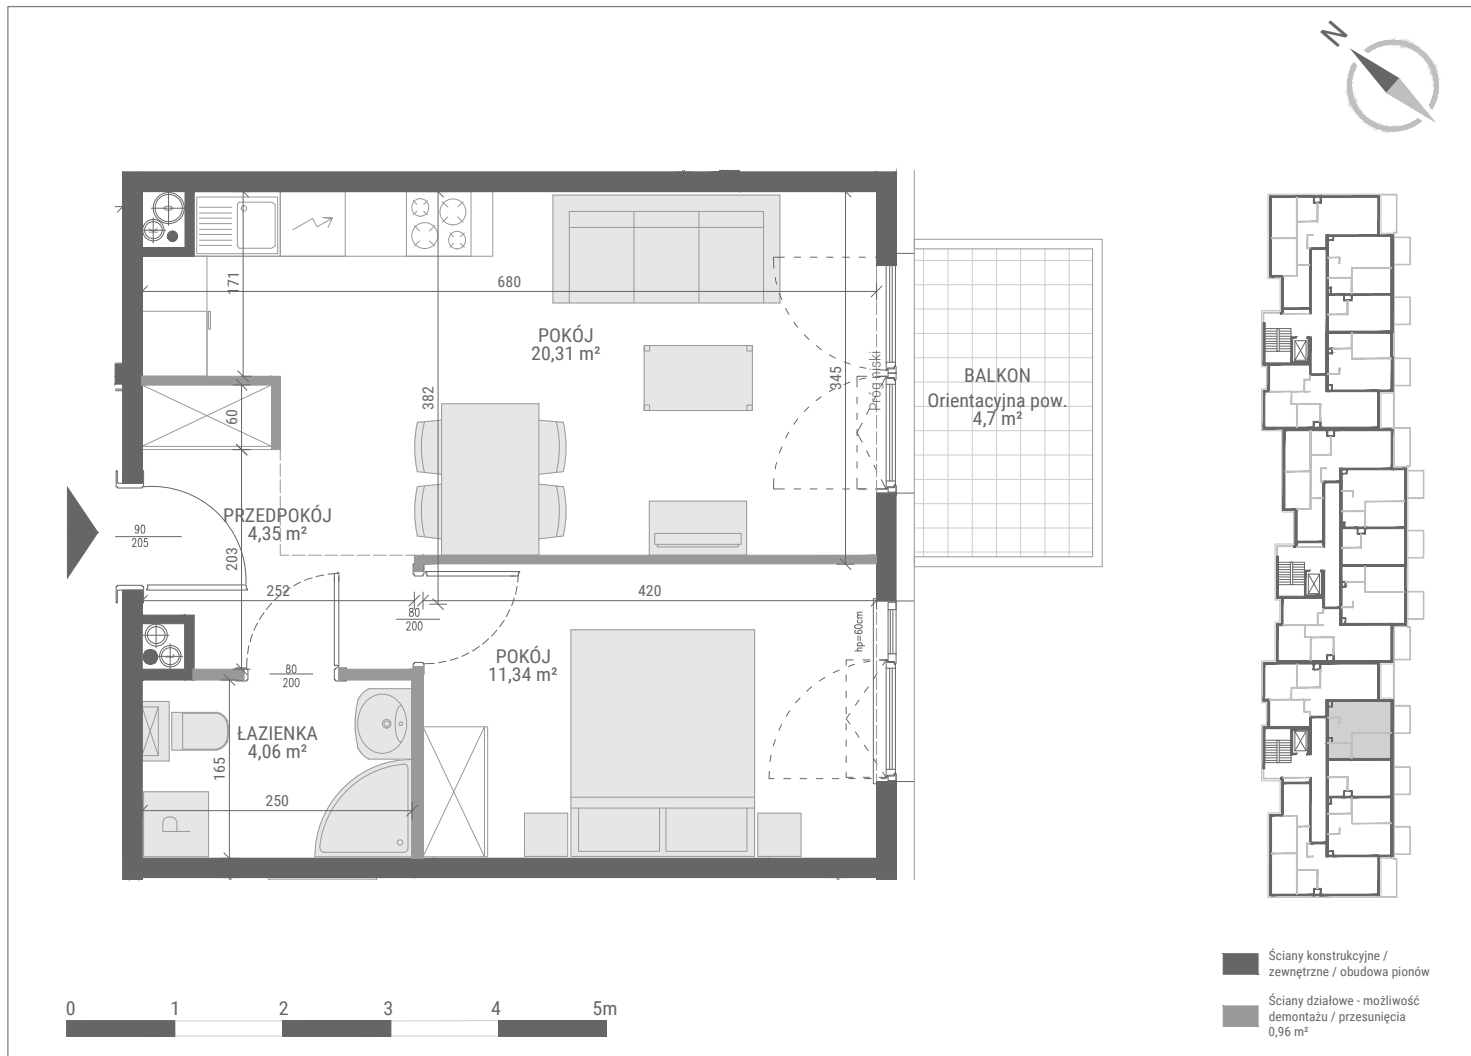 N
171
680
POKÓJ
20,31 m²
345
Próg niski
BALKON
Orientacyjna pow.
4,7 m²
382
60
PRZEDPOKÓJ
4,35 m²
90
205
203
252
80
200
420
hp=60cm
POKÓJ
11,34 m²
80
200
ŁAZIENKA
4,06 m²
165
250
P
Ściany konstrukcyjne /
zewnętrzne / obudowa pionów
Ściany działowe - możliwość
demontażu / przesunięcia
0,96 m²
0 1 2 3 4 5m